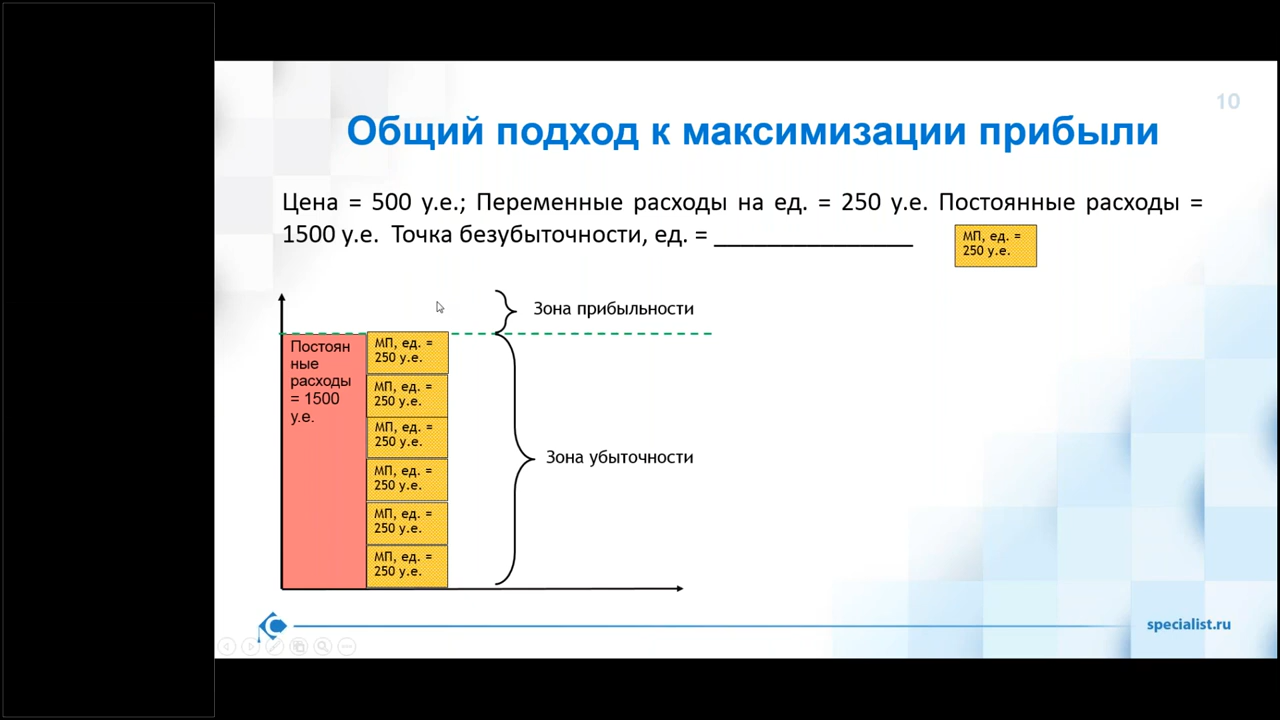 10
Общий подход к максимизации прибыли
Цена = 500 у.е.; Переменные расходы на ед. = 250 у.е. Постоянные расходы =
1500 у.е. Точка безубыточности, ед. = _______________
МП, ед. =
250 у.е.
Зона прибыльности
Постоян
ные
расходы
= 1500
у.е.
МП, ед. =
250 у.е.
МП, ед. =
250 у.е.
МП, ед. =
250 у.е.
МП, ед. =
250 у.е.
МП, ед. =
250 у.е.
МП, ед. =
250 у.е.
Зона убыточности
specialist.ru